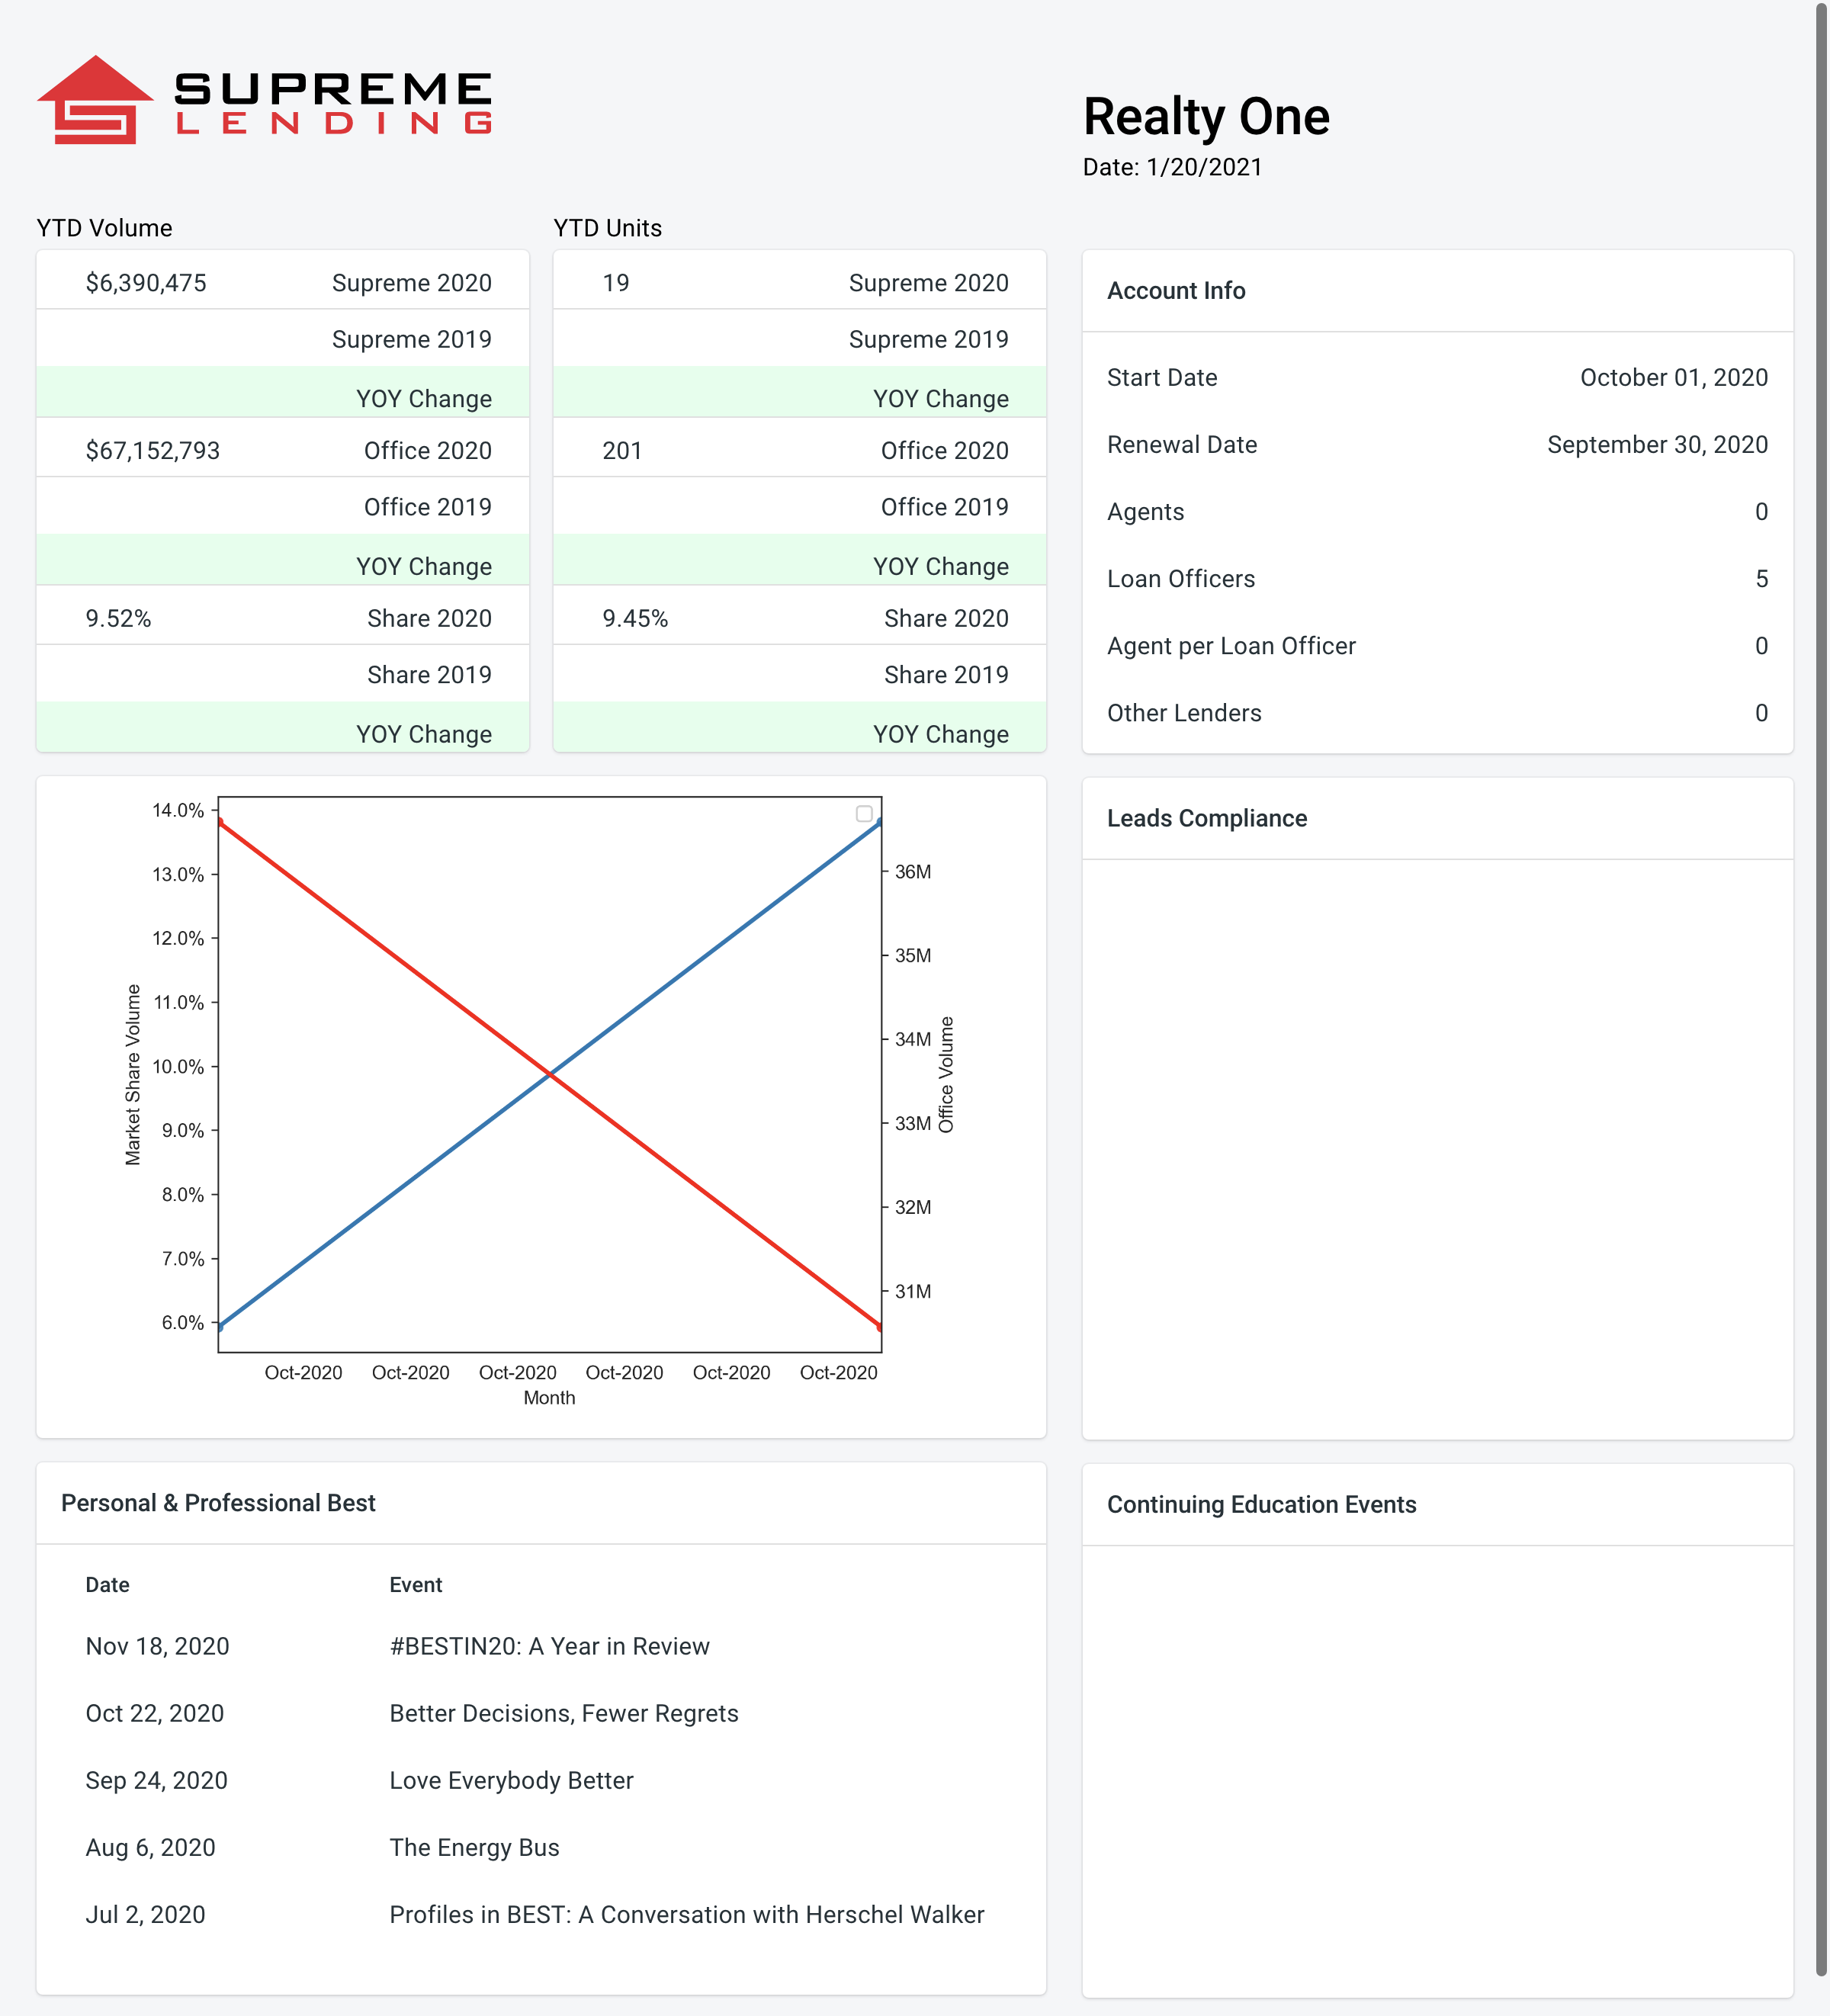 SUPREME
LENDING
Realty One
Date: 1/20/2021
YTD Volume
$6,390,475 Supreme 2020
Supreme 2019
YOY Change
$67,152,793 Office 2020
Office 2019
YOY Change
9.52% Share 2020
Share 2019
YOY Change
YTD Units
19 Supreme 2020
Supreme 2019
YOY Change
201 Office 2020
Office 2019
YOY Change
9.45% Share 2020
Share 2019
YOY Change
Account Info
Start Date October 01, 2020
Renewal Date September 30, 2020
Agents 0
Loan Officers 5
Agent per Loan Officer 0
Other Lenders 0
Market Share Volume
14.0%
13.0%
12.0%
11.0%
10.0%
9.0%
8.0%
7.0%
6.0%
36M
35M
34M
33M
32M
31M
Office Volume
Oct-2020 Oct-2020 Oct-2020 Oct-2020 Oct-2020 Oct-2020
Month
Leads Compliance
Personal & Professional Best
Date Event
Nov 18, 2020 #BESTIN20: A Year in Review
Oct 22, 2020 Better Decisions, Fewer Regrets
Sep 24, 2020 Love Everybody Better
Aug 6, 2020 The Energy Bus
Jul 2, 2020 Profiles in BEST: A Conversation with Herschel Walker
Continuing Education Events